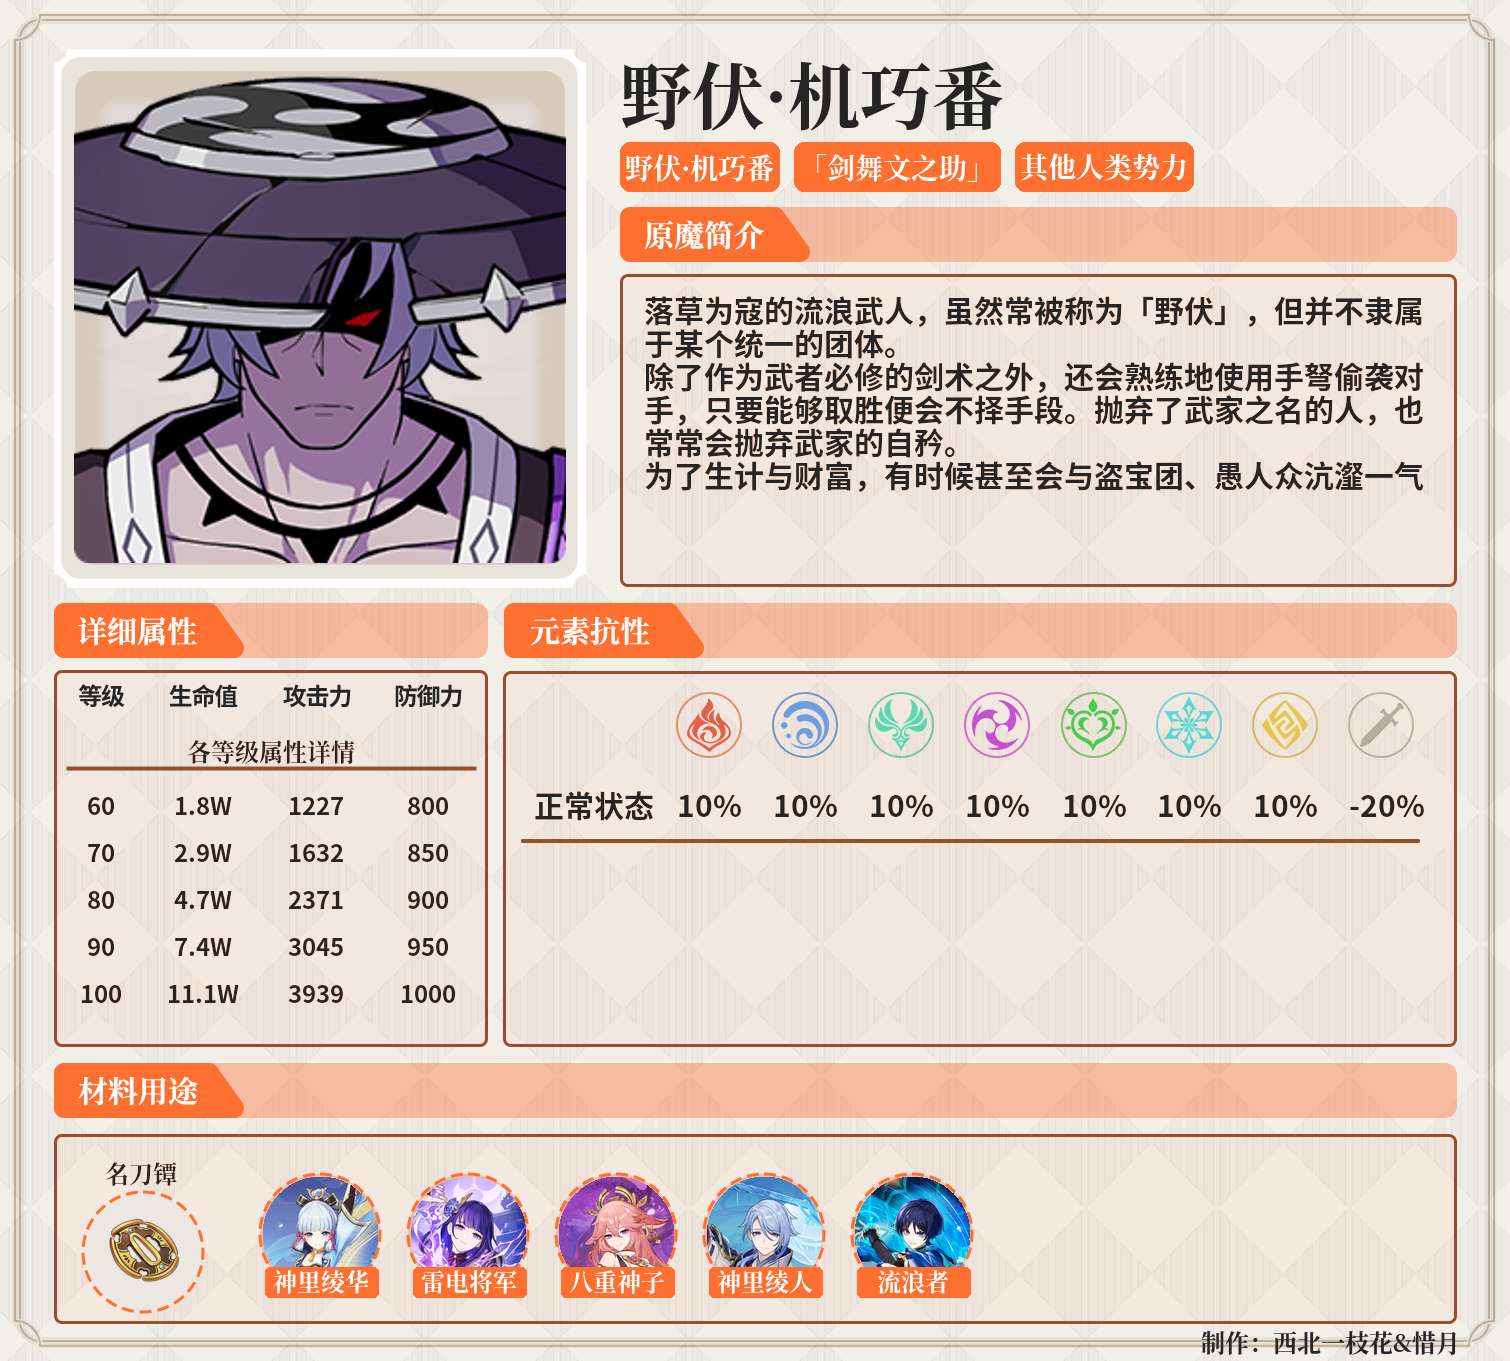 野伏·机巧番
野伏·机巧番 「剑舞文之助」 其他人类势力
原魔简介
落草为寇的流浪武人，虽然常被称为「野伏」，但并不隶属
于某个统一的团体。
除了作为武者必修的剑术之外，还会熟练地使用手弩偷袭对
手，只要能够取胜便会不择手段。抛弃了武家之名的人，也
常常会抛弃武家的自矜。
为了生计与财富，有时候甚至会与盗宝团、愚人众沆瀣一气
详细属性
等级 生命值 攻击力 防御力
各等级属性详情
60 1.8W 1227 800
70 2.9W 1632 850
80 4.7W 2371 900
90 7.4W 3045 950
100 11.1W 3939 1000
元素抗性
正常状态 10% 10% 10% 10% 10% 10% 10% -20%
材料用途
名刀镡
神里绫华 雷电将军 八重神子 神里绫人 流浪者
制作：西北一枝花&惜月